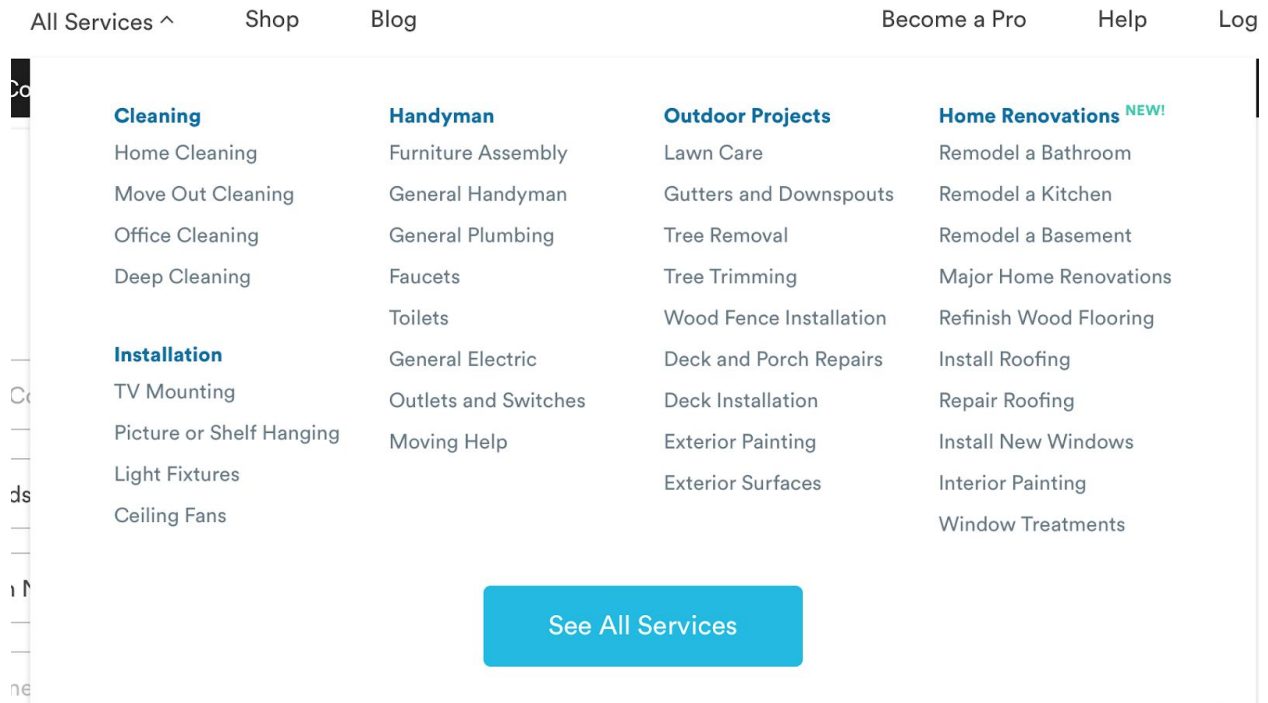 All Services
Shop
Blog
Become a Pro
Help
Log
Cleaning
Home Cleaning
Move Out Cleaning
Office Cleaning
Deep Cleaning
Installation
TV Mounting
Picture or Shelf Hanging
Light Fixtures
Ceiling Fans
Handyman
Furniture Assembly
General Handyman
General Plumbing
Faucets
Toilets
General Electric
Outlets and Switches
Moving Help
Outdoor Projects
Lawn Care
Gutters and Downspouts
Tree Removal
Tree Trimming
Wood Fence Installation
Deck and Porch Repairs
Deck Installation
Exterior Painting
Exterior Surfaces
Home Renovations NEW!
Remodel a Bathroom
Remodel a Kitchen
Remodel a Basement
Major Home Renovations
Refinish Wood Flooring
Install Roofing
Repair Roofing
Install New Windows
Interior Painting
Window Treatments
See All Services